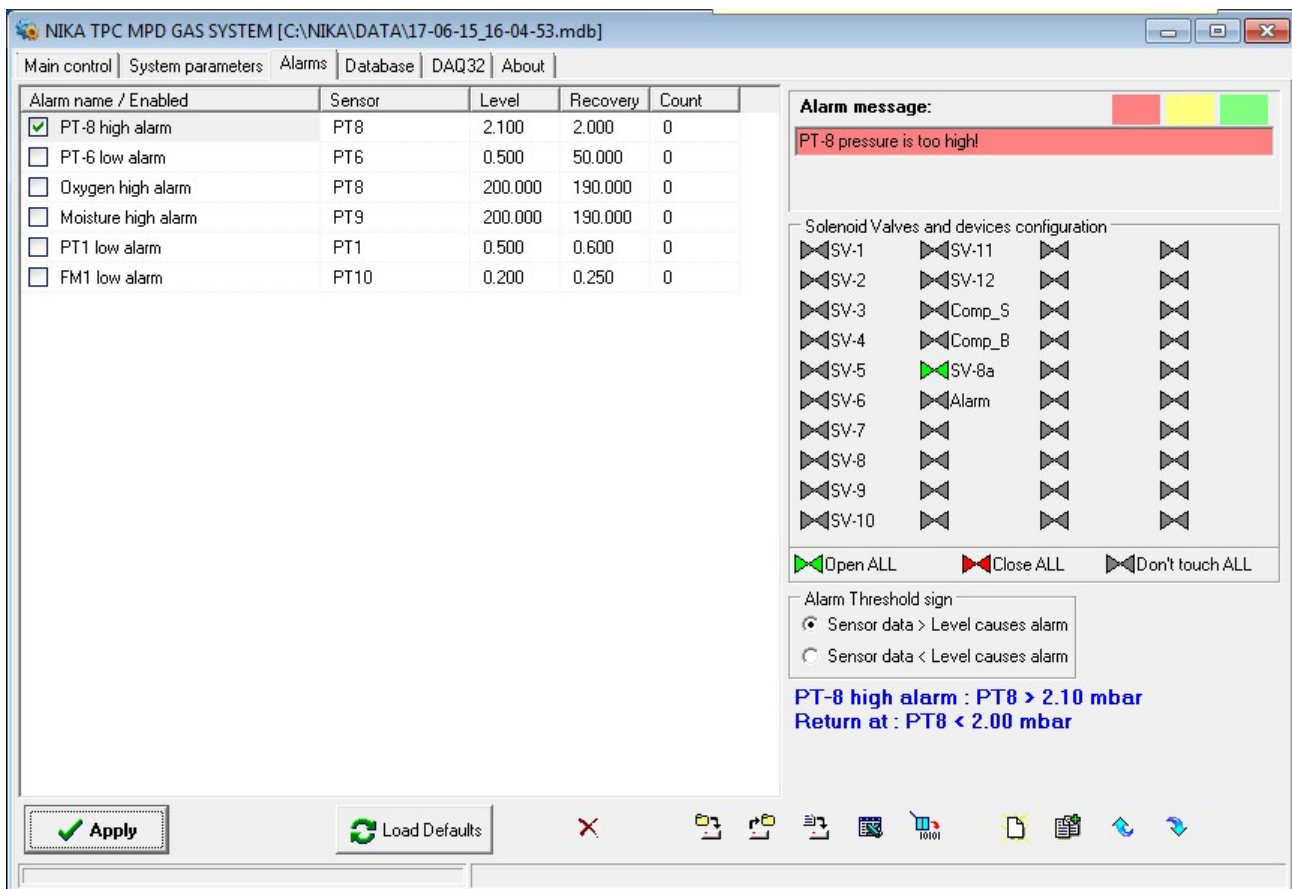 NIKA TPC MPD GAS SYSTEM [C:\NIKA\DATA\17-06-15_16-04-53.mdb]
Main control System parameters Alarms Database DAQ32 About
Alarm name / Enabled Sensor Level Recovery Count
PT-8 high alarm PT8 2.100 2.000 0
PT-6 low alarm PT6 0.500 50.000 0
Oxygen high alarm PT8 200.000 190.000 0
Moisture high alarm PT9 200.000 190.000 0
PT1 low alarm PT1 0.500 0.600 0
FM1 low alarm PT10 0.200 0.250 0
Alarm message:
PT-8 pressure is too high!
Solenoid Valves and devices configuration
SV-1 SV-11
SV-2 SV-12
SV-3 Comp_S
SV-4 Comp_B
SV-5 SV-8a
SV-6 Alarm
SV-7
SV-8
SV-9
SV-10
Open ALL Close ALL Don't touch ALL
Alarm Threshold sign
Sensor data > Level causes alarm
Sensor data < Level causes alarm
PT-8 high alarm : PT8 > 2.10 mbar
Return at : PT8 < 2.00 mbar
Apply Load Defaults
10101